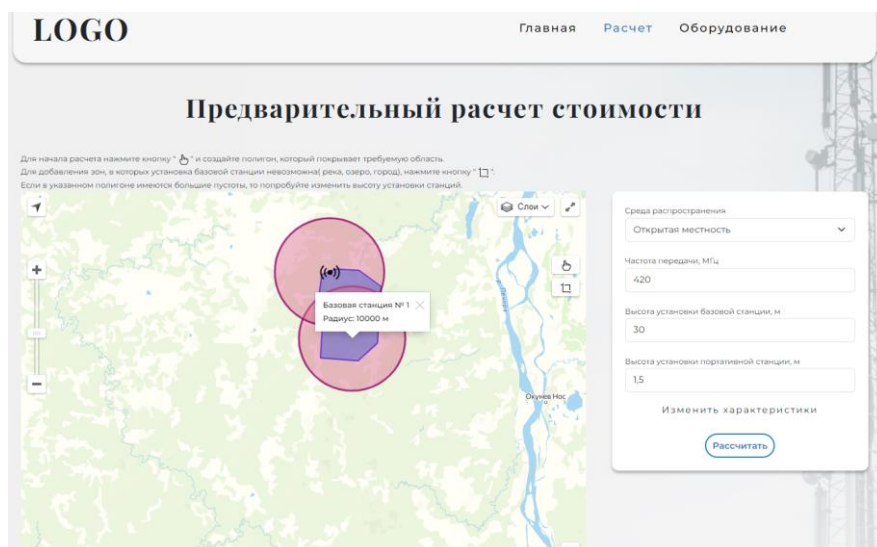 LOGO
Главная Расчет Оборудование
Предварительный расчет стоимости
Для начала расчета нажмите кнопку " " и создайте полигон, который покрывает требуемую область.
Для добавления зон, в которых установка базовой станции невозможна( река, озеро, город), нажмите кнопку " ".
Если в указанном полигоне имеются большие пустоты, то попробуйте изменить высоту установки станций.
Слои
Базовая станция № 1
Радиус: 10000 м
р. Печора
Окунев Нос
Среда распространения
Открытая местность
Частота передачи, МГц
420
Высота установки базовой станции, м
30
Высота установки портативной станции, м
1,5
Изменить характеристики
Рассчитать